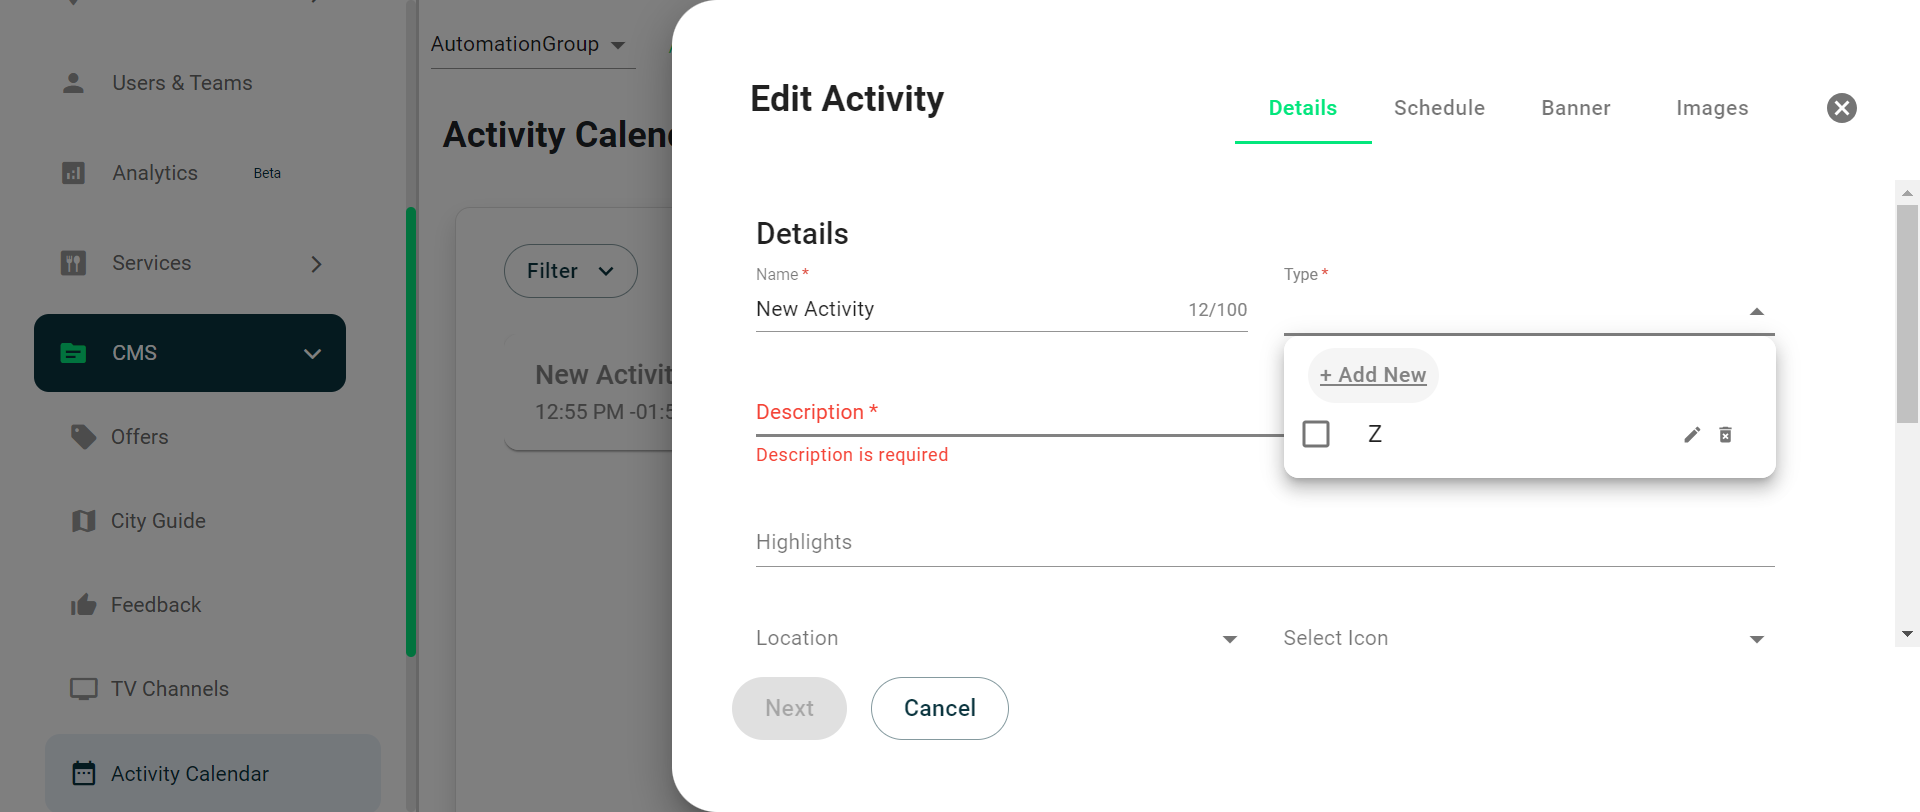 Users & Teams
Analytics Beta
Services
CMS
Offers
City Guide
Feedback
TV Channels
Activity Calendar
AutomationGroup
Activity Calen
Filter
New Activit
12:55 PM -01:5
Edit Activity
Details Schedule Banner Images
Details
Name *
New Activity 12/100
Type *
+ Add New
Z
Description *
Description is required
Highlights
Location
Select Icon
Next Cancel